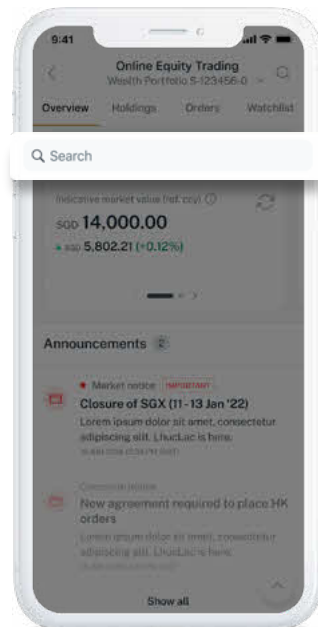 9:41
Online Equity Trading
Wealth Portfolio S-123456-0
Overview Holdings Orders Watchlist
Search
Indicative market value (ref. ccy)
SGD 14,000.00
SGD 5,802.21 (+0.12%)
Announcements 2
Market notice IMPORTANT
Closure of SGX (11 - 13 Jan '22)
Lorem ipsum dolor sit amet, consectetur
adipiscing elit. LhucLac is here.
New agreement required to place HK
orders
Lorem ipsum dolor sit amet, consectetur
adipiscing elit. LhucLac is here.
Show all